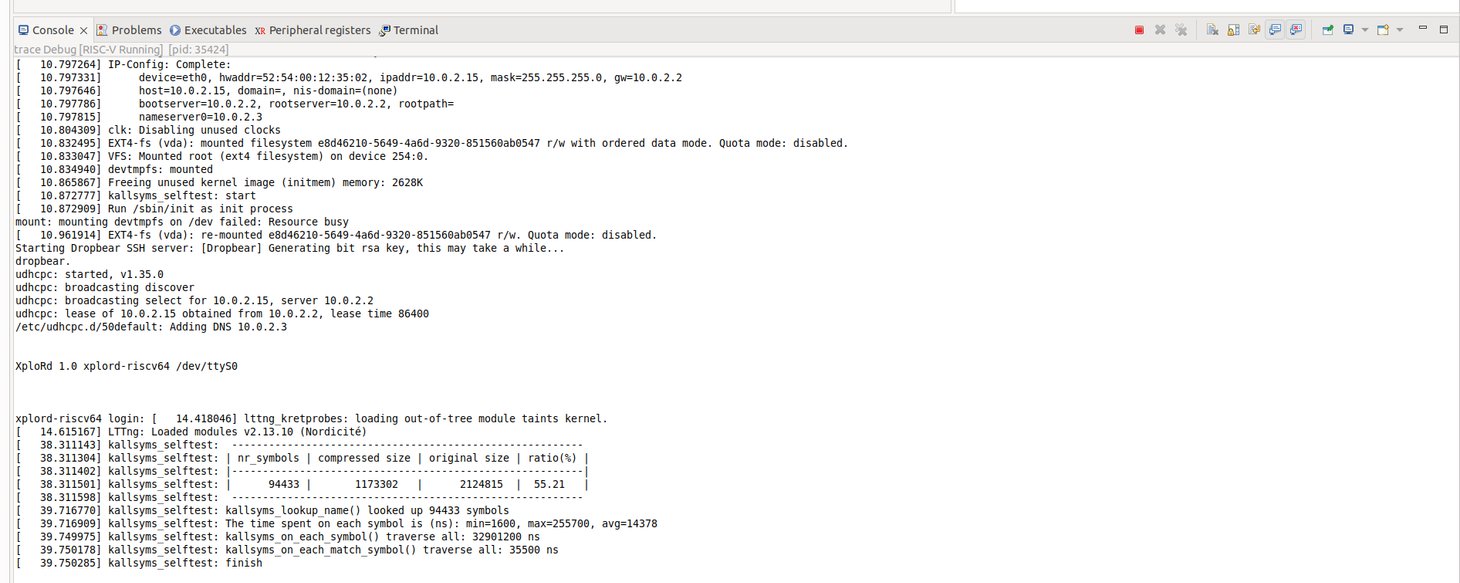 Console Problems Executables Peripheral registers Terminal
trace Debug [RISC-V Running] [pid: 35424]
[   10.797264] IP-Config: Complete:
[   10.797331]      device=eth0, hwaddr=52:54:00:12:35:02, ipaddr=10.0.2.15, mask=255.255.255.0, gw=10.0.2.2
[   10.797646]      host=10.0.2.15, domain=, nis-domain=(none)
[   10.797786]      bootserver=10.0.2.2, rootserver=10.0.2.2, rootpath=
[   10.797815]      nameserver0=10.0.2.3
[   10.804309] clk: Disabling unused clocks
[   10.832495] EXT4-fs (vda): mounted filesystem e8d46210-5649-4a6d-9320-851560ab0547 r/w with ordered data mode. Quota mode: disabled.
[   10.833047] VFS: Mounted root (ext4 filesystem) on device 254:0.
[   10.834940] devtmpfs: mounted
[   10.865867] Freeing unused kernel image (initmem) memory: 2628K
[   10.872777] kallsyms_selftest: start
[   10.872909] Run /sbin/init as init process
mount: mounting devtmpfs on /dev failed: Resource busy
[   10.961914] EXT4-fs (vda): re-mounted e8d46210-5649-4a6d-9320-851560ab0547 r/w. Quota mode: disabled.
Starting Dropbear SSH server: [Dropbear] Generating bit rsa key, this may take a while...
dropbear.
udhcpc: started, v1.35.0
udhcpc: broadcasting discover
udhcpc: broadcasting select for 10.0.2.15, server 10.0.2.2
udhcpc: lease of 10.0.2.15 obtained from 10.0.2.2, lease time 86400
/etc/udhcpc.d/50default: Adding DNS 10.0.2.3
XploRd 1.0 xplord-riscv64 /dev/ttyS0
xplord-riscv64 login: [   14.418046] lttng_kretprobes: loading out-of-tree module taints kernel.
[   14.615167] LTTng: Loaded modules v2.13.10 (Nordicité)
[   38.311143] kallsyms_selftest:  ---------------------------------------------------------
[   38.311304] kallsyms_selftest: | nr_symbols | compressed size | original size | ratio(%) |
[   38.311402] kallsyms_selftest: |---------------------------------------------------------|
[   38.311501] kallsyms_selftest: |      94433 |       1173302   |      2124815  |  55.21   |
[   38.311598] kallsyms_selftest:  ---------------------------------------------------------
[   39.716770] kallsyms_selftest: kallsyms_lookup_name() looked up 94433 symbols
[   39.716909] kallsyms_selftest: The time spent on each symbol is (ns): min=1600, max=255700, avg=14378
[   39.749975] kallsyms_selftest: kallsyms_on_each_symbol() traverse all: 32901200 ns
[   39.750178] kallsyms_selftest: kallsyms_on_each_match_symbol() traverse all: 35500 ns
[   39.750285] kallsyms_selftest: finish